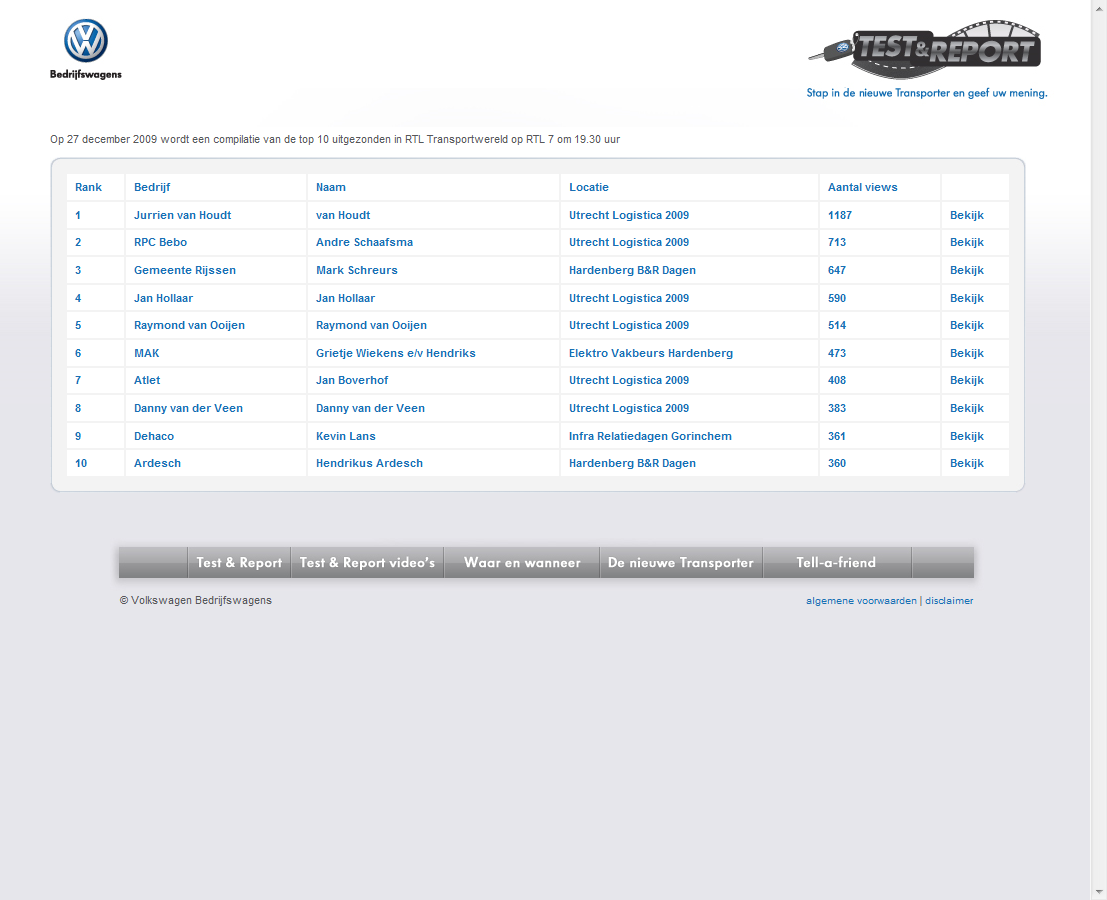 Bedrijfswagens
TEST&REPORT
Stap in de nieuwe Transporter en geef uw mening.
Op 27 december 2009 wordt een compilatie van de top 10 uitgezonden in RTL Transportwereld op RTL 7 om 19.30 uur
Rank Bedrijf Naam Locatie Aantal views
1 Jurrien van Houdt van Houdt Utrecht Logistica 2009 1187 Bekijk
2 RPC Bebo Andre Schaafsma Utrecht Logistica 2009 713 Bekijk
3 Gemeente Rijssen Mark Schreurs Hardenberg B&R Dagen 647 Bekijk
4 Jan Hollaar Jan Hollaar Utrecht Logistica 2009 590 Bekijk
5 Raymond van Ooijen Raymond van Ooijen Utrecht Logistica 2009 514 Bekijk
6 MAK Grietje Wiekens e/v Hendriks Elektro Vakbeurs Hardenberg 473 Bekijk
7 Atlet Jan Boverhof Utrecht Logistica 2009 408 Bekijk
8 Danny van der Veen Danny van der Veen Utrecht Logistica 2009 383 Bekijk
9 Dehaco Kevin Lans Infra Relatiedagen Gorinchem 361 Bekijk
10 Ardesch Hendrikus Ardesch Hardenberg B&R Dagen 360 Bekijk
Test & Report Test & Report video's Waar en wanneer De nieuwe Transporter Tell-a-friend
© Volkswagen Bedrijfswagens algemene voorwaarden | disclaimer